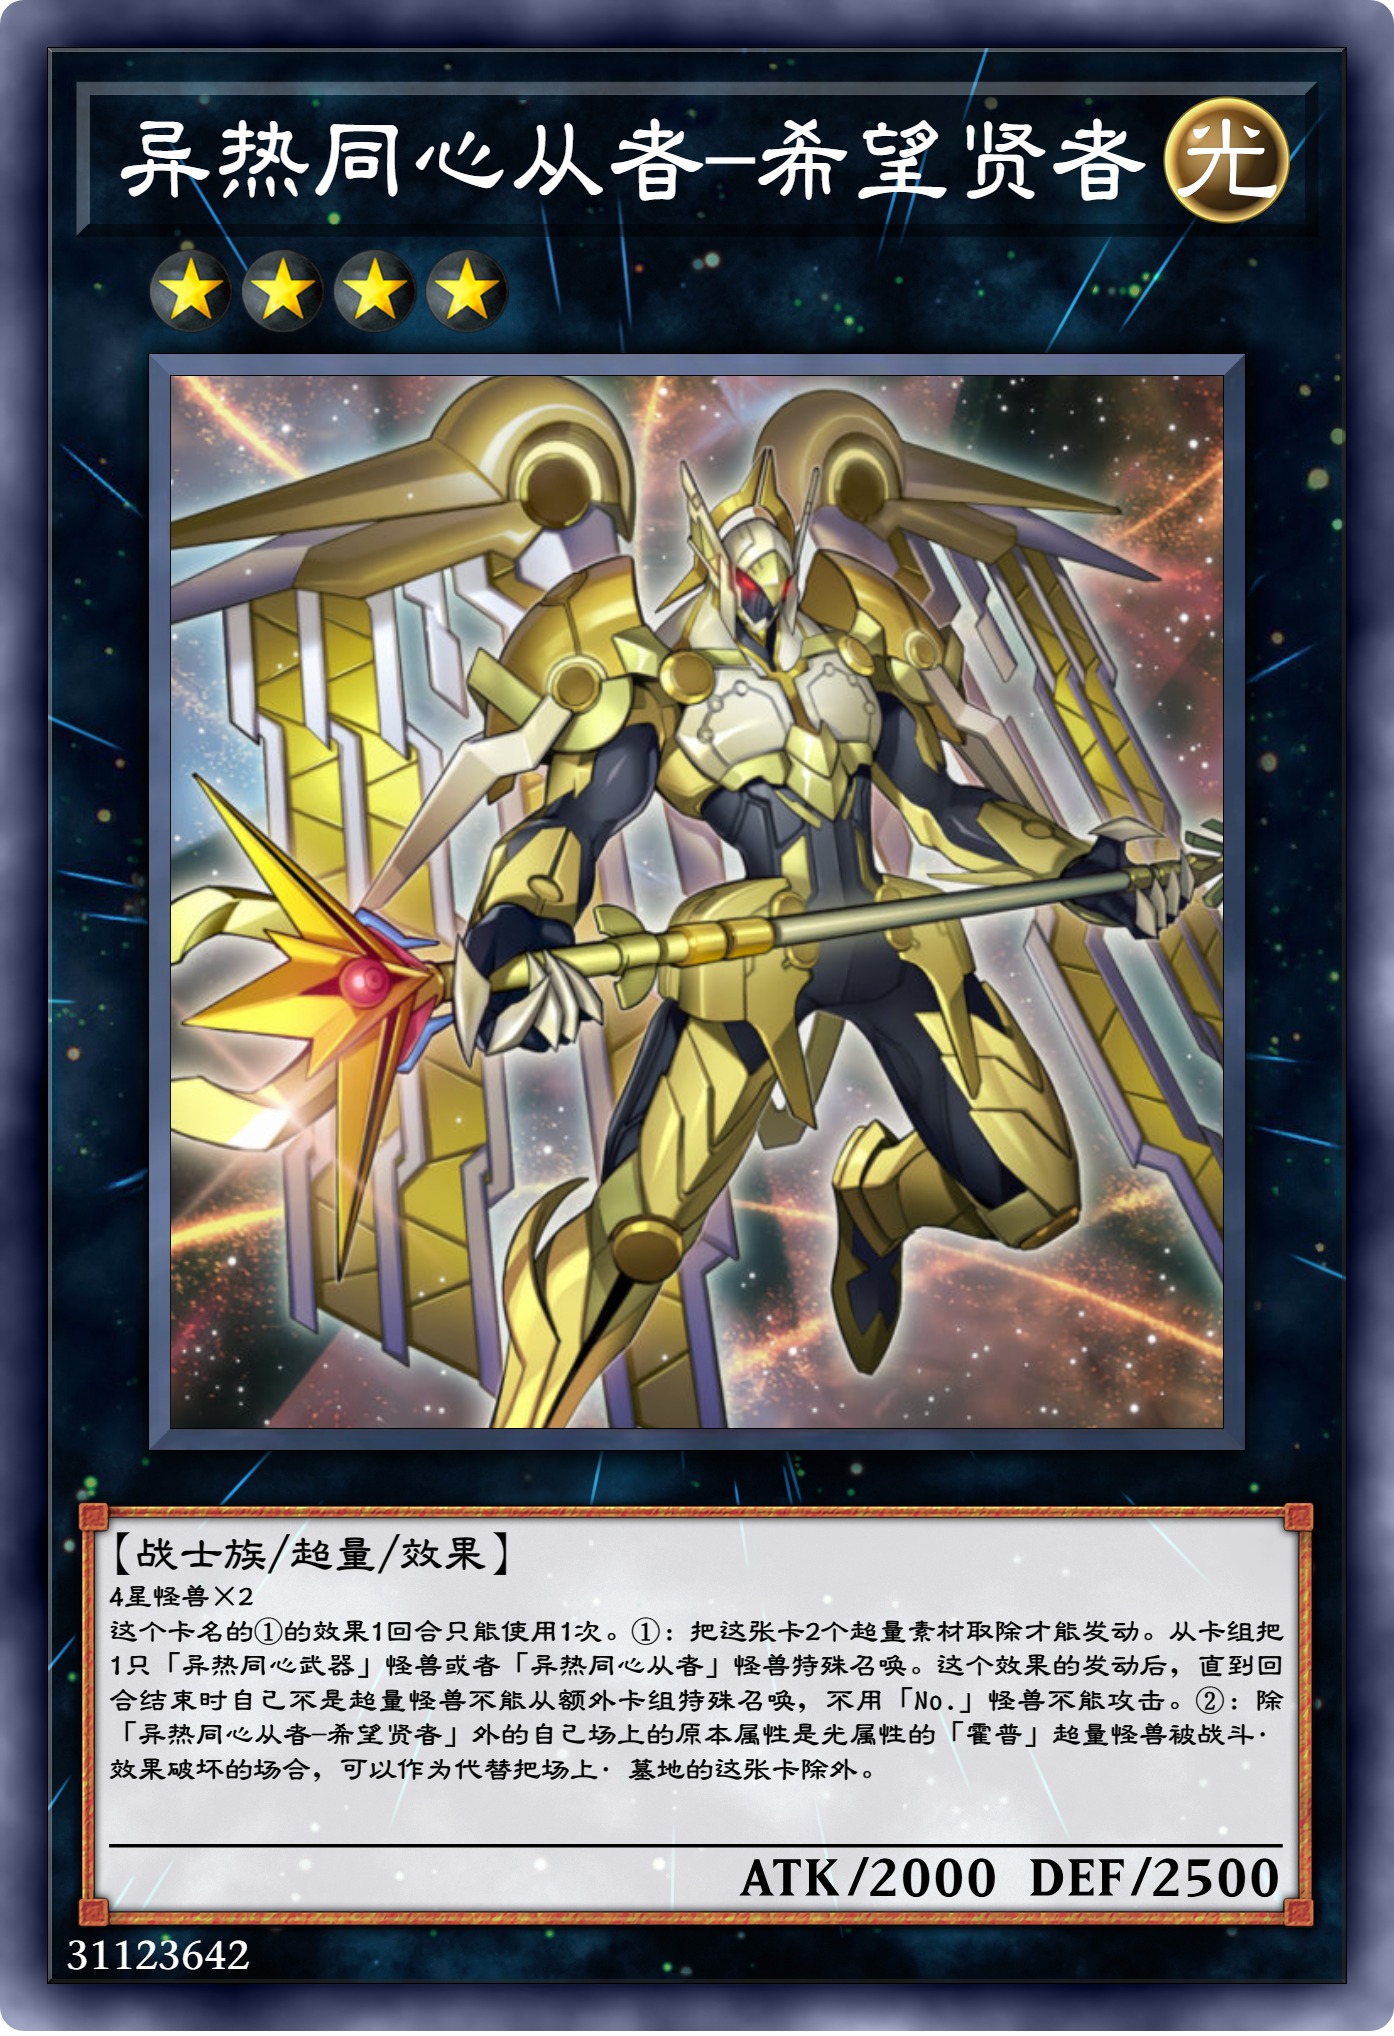 异热同心从者-希望贤者 光
【战士族/超量/效果】
4星怪兽×2
这个卡名的①的效果1回合只能使用1次。①：把这张卡2个超量素材取除才能发动。从卡组把
1只「异热同心武器」怪兽或者「异热同心从者」怪兽特殊召唤。这个效果的发动后，直到回
合结束时自己不是超量怪兽不能从额外卡组特殊召唤，不用「No.」怪兽不能攻击。②：除
「异热同心从者-希望贤者」外的自己场上的原本属性是光属性的「霍普」超量怪兽被战斗·
效果破坏的场合，可以作为代替把场上·墓地的这张卡除外。
ATK/2000 DEF/2500
31123642